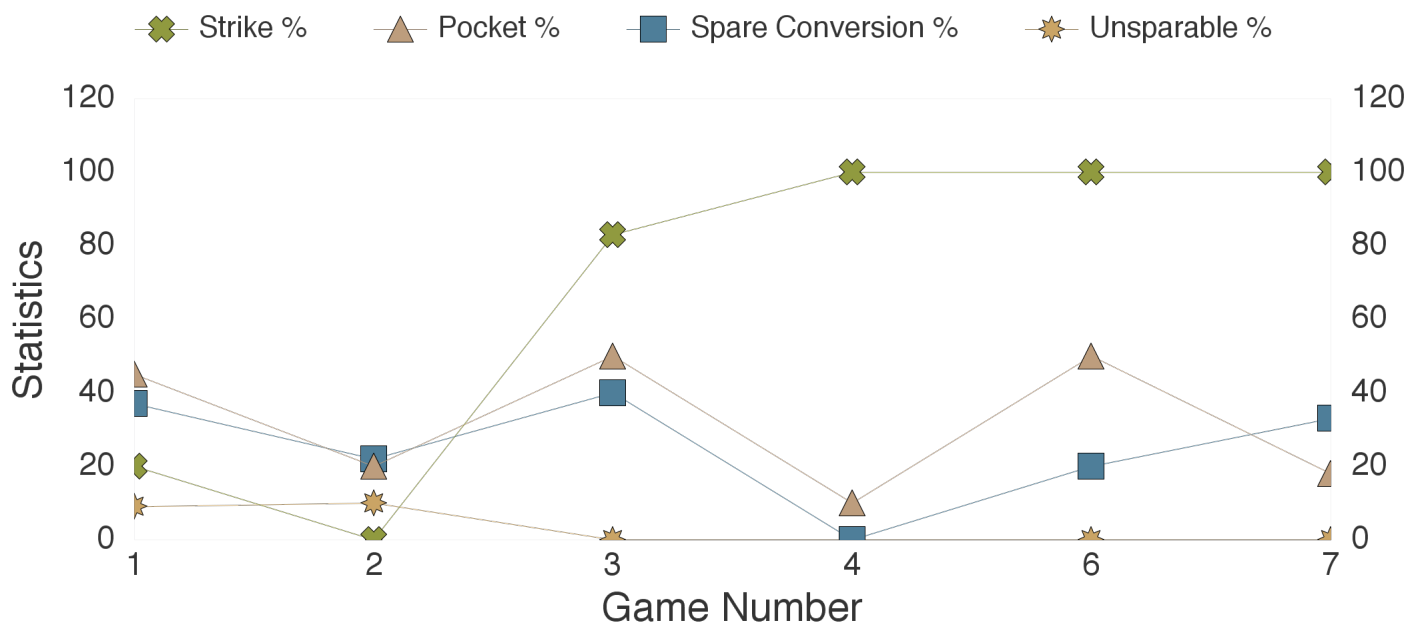 Strike % Pocket % Spare Conversion % Unsparable %
120 120
100 100
80 80
60 60
40 40
20 20
0 0
Statistics
1 2 3 4 6 7
Game Number